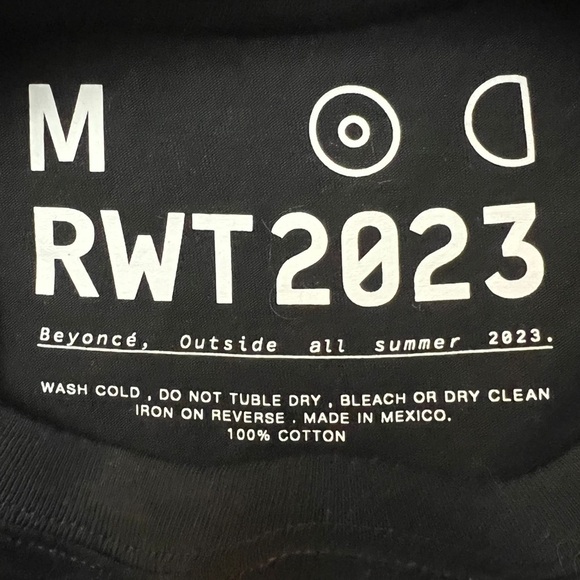 M
RWT2023
Beyoncé, Outside all summer 2023.
WASH COLD , DO NOT TUBLE DRY , BLEACH OR DRY CLEAN
IRON ON REVERSE . MADE IN MEXICO.
100% COTTON